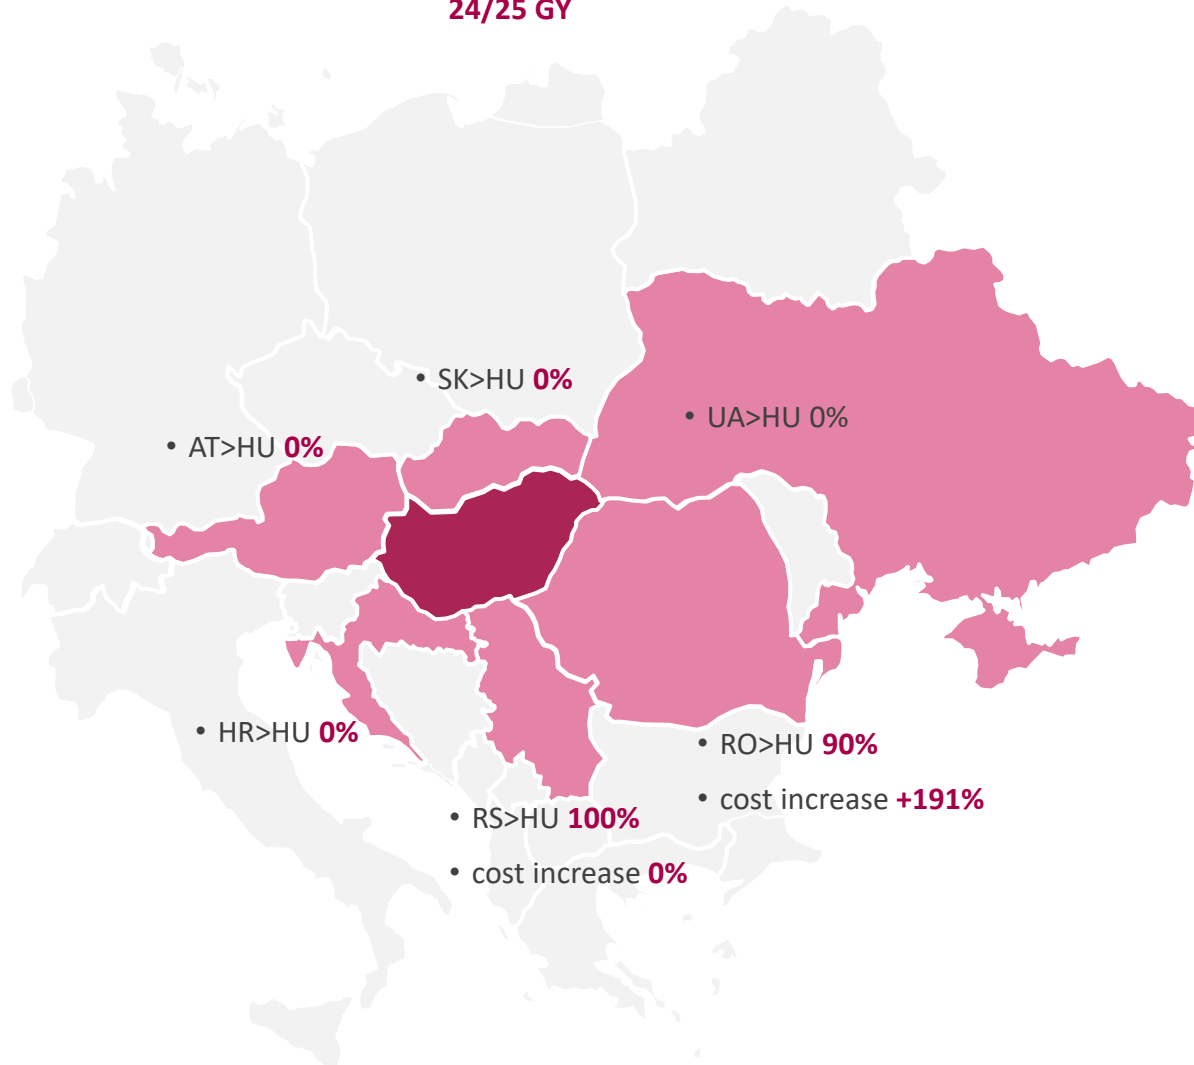 24/25 GY
• SK>HU 0%
• UA>HU 0%
• AT>HU 0%
• HR>HU 0%
• RO>HU 90%
• cost increase +191%
• RS>HU 100%
• cost increase 0%